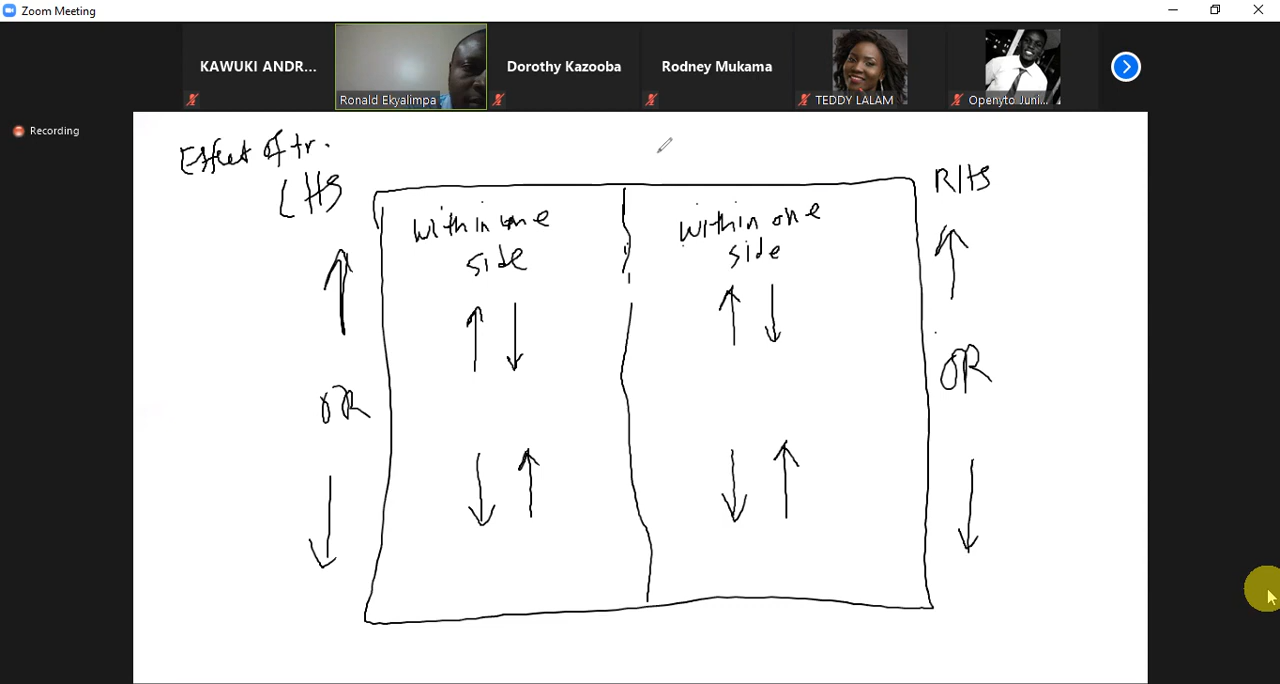 Zoom Meeting
KAWUKI ANDR...
Ronald Ekyalimpa
Dorothy Kazooba
Rodney Mukama
TEDDY LALAM
Openyto Juni...
Recording
Effect of tr.
LHS
RHS
within one
side
within one
side
OR
OR